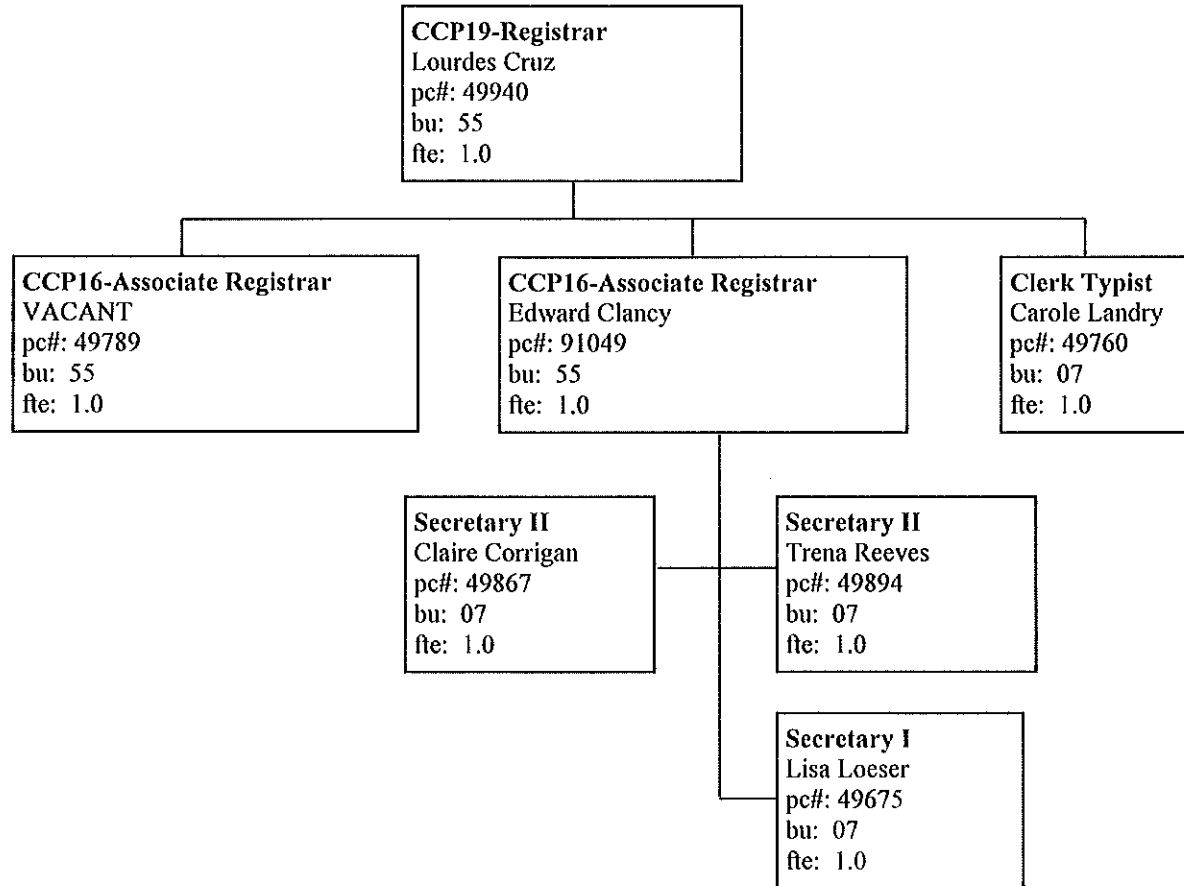 CCP19-Registrar
Lourdes Cruz
pc#: 49940
bu: 55
fte: 1.0
CCP16-Associate Registrar
VACANT
pc#: 49789
bu: 55
fte: 1.0
CCP16-Associate Registrar
Edward Clancy
pc#: 91049
bu: 55
fte: 1.0
Clerk Typist
Carole Landry
pc#: 49760
bu: 07
fte: 1.0
Secretary II
Claire Corrigan
pc#: 49867
bu: 07
fte: 1.0
Secretary II
Trena Reeves
pc#: 49894
bu: 07
fte: 1.0
Secretary I
Lisa Loeser
pc#: 49675
bu: 07
fte: 1.0